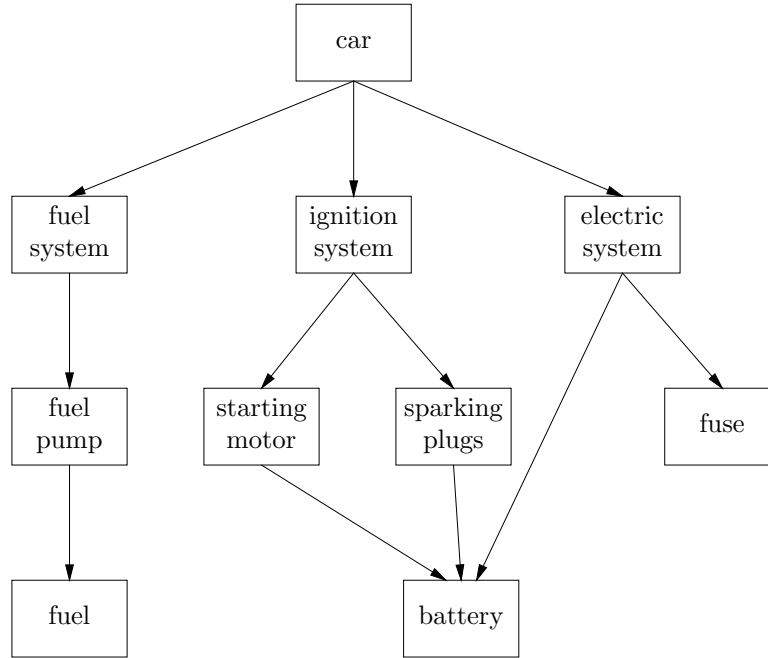 car
fuel
system
ignition
system
electric
system
fuel
pump
starting
motor
sparking
plugs
fuse
fuel
battery